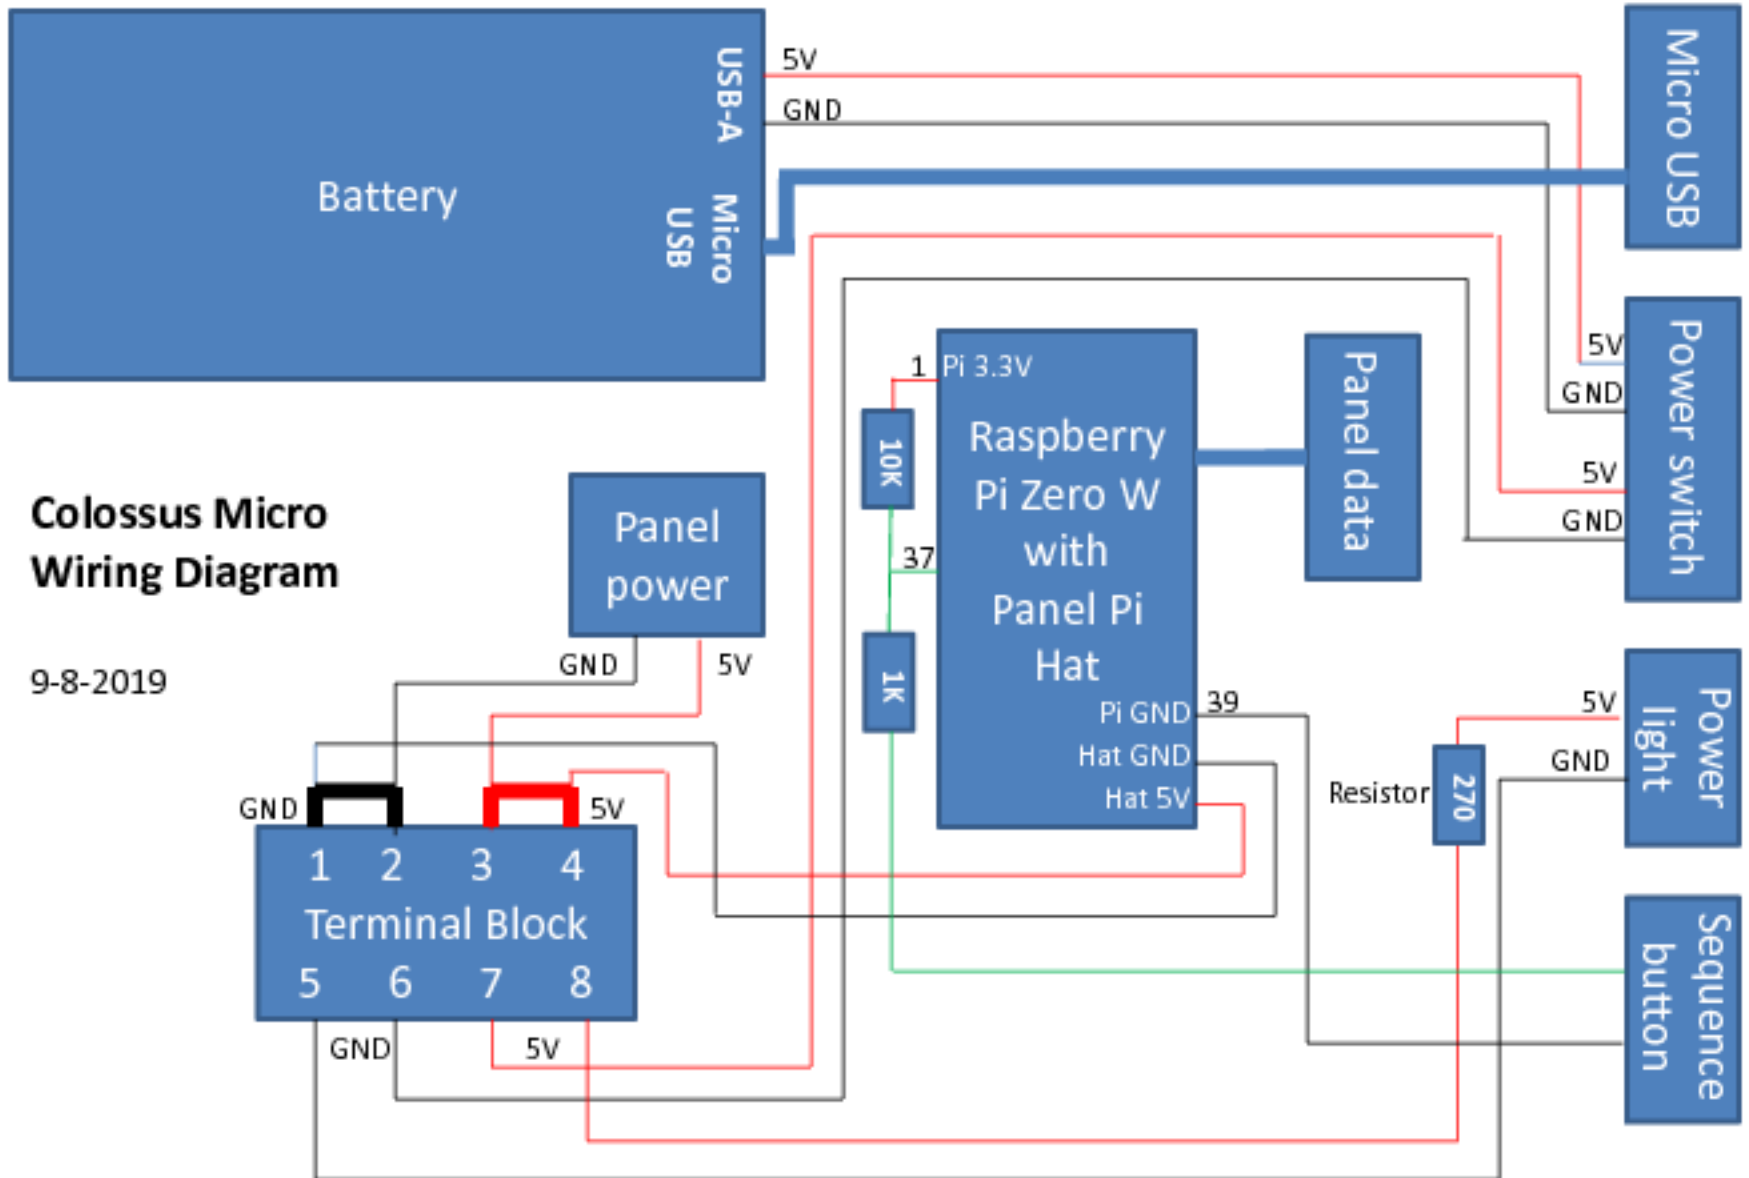 Battery
USB-A
Micro
USB
5V
GND
Micro USB
Power switch
5V
GND
5V
GND
1
Pi 3.3V
10K
37
1K
Raspberry
Pi Zero W
with
Panel Pi
Hat
Pi GND
39
Hat GND
Hat 5V
Panel data
Colossus Micro
Wiring Diagram
9-8-2019
Panel
power
GND
5V
GND
5V
1 2 3 4
Terminal Block
5 6 7 8
GND
5V
Resistor
270
5V
GND
Power
light
Sequence
button